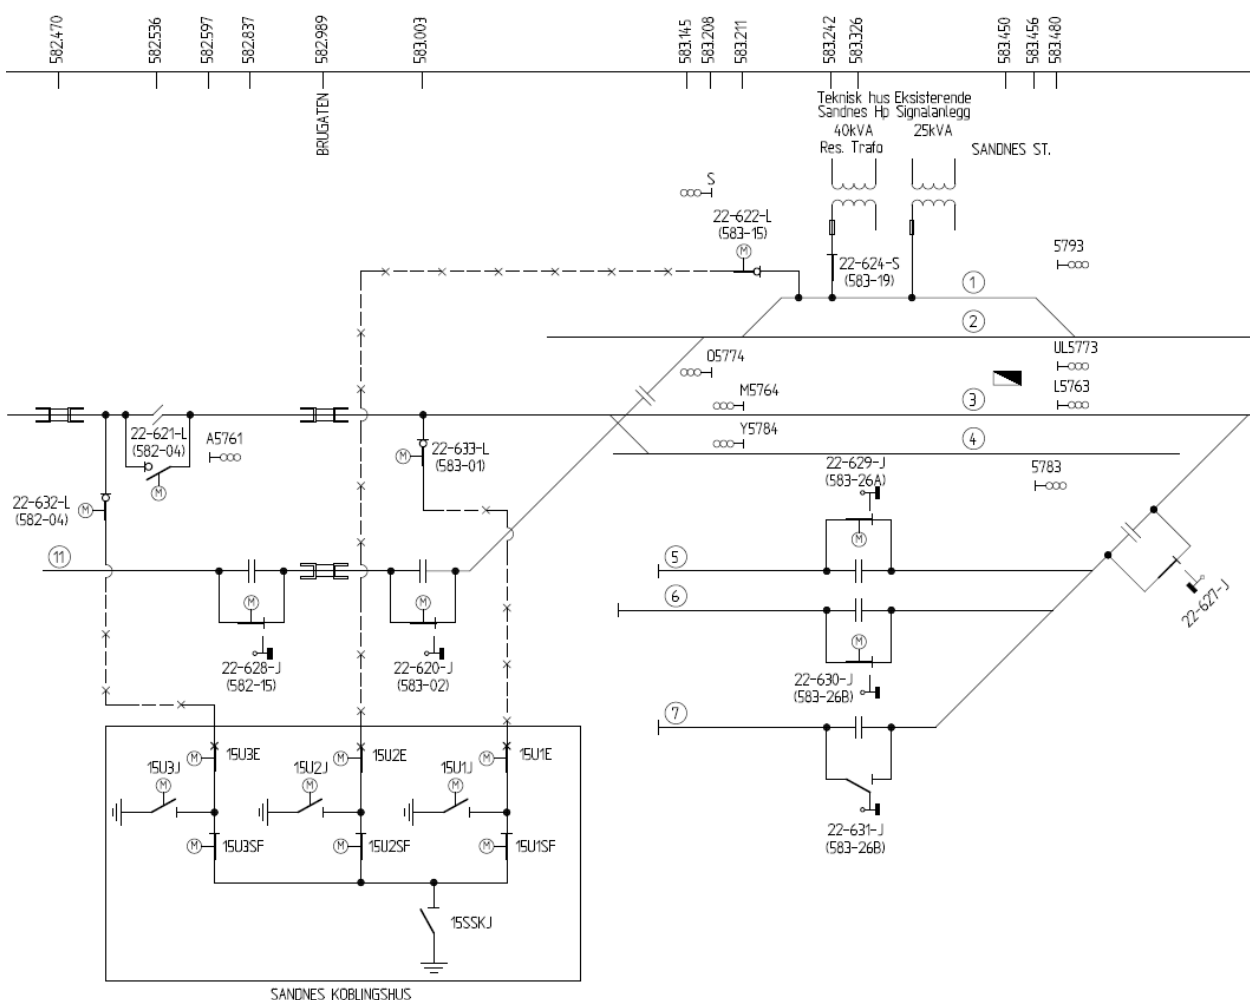 582.470
582.536
582.597
582.837
582.989
583.003
583.145
583.208
583.211
583.242
583.326
583.450
583.456
583.480
BRUGATEN
Teknisk hus Eksisterende
Sandnes Hp Signalanlegg
40kVA 25kVA
Res. Trafo
SANDNES ST.
S
22-622-L
(583-15)
M
22-624-S
(583-19)
5793
1
2
O5774
UL5773
M5764
L5763
3
Y5784
4
22-621-L
(582-04)
M
A5761
22-633-L
(583-01)
M
22-629-J
(583-26A)
M
5783
22-632-L
(582-04)
M
11
5
6
22-627-J
M
M
22-628-J
(582-15)
22-620-J
(583-02)
M
22-630-J
(583-26B)
7
15U3J
M
M
15U3E
15U2J
M
M
15U2E
15U1J
M
M
15U1E
M
15U3SF
M
15U2SF
M
15U1SF
22-631-J
(583-26B)
15SSKJ
SANDNES KOBLINGSHUS